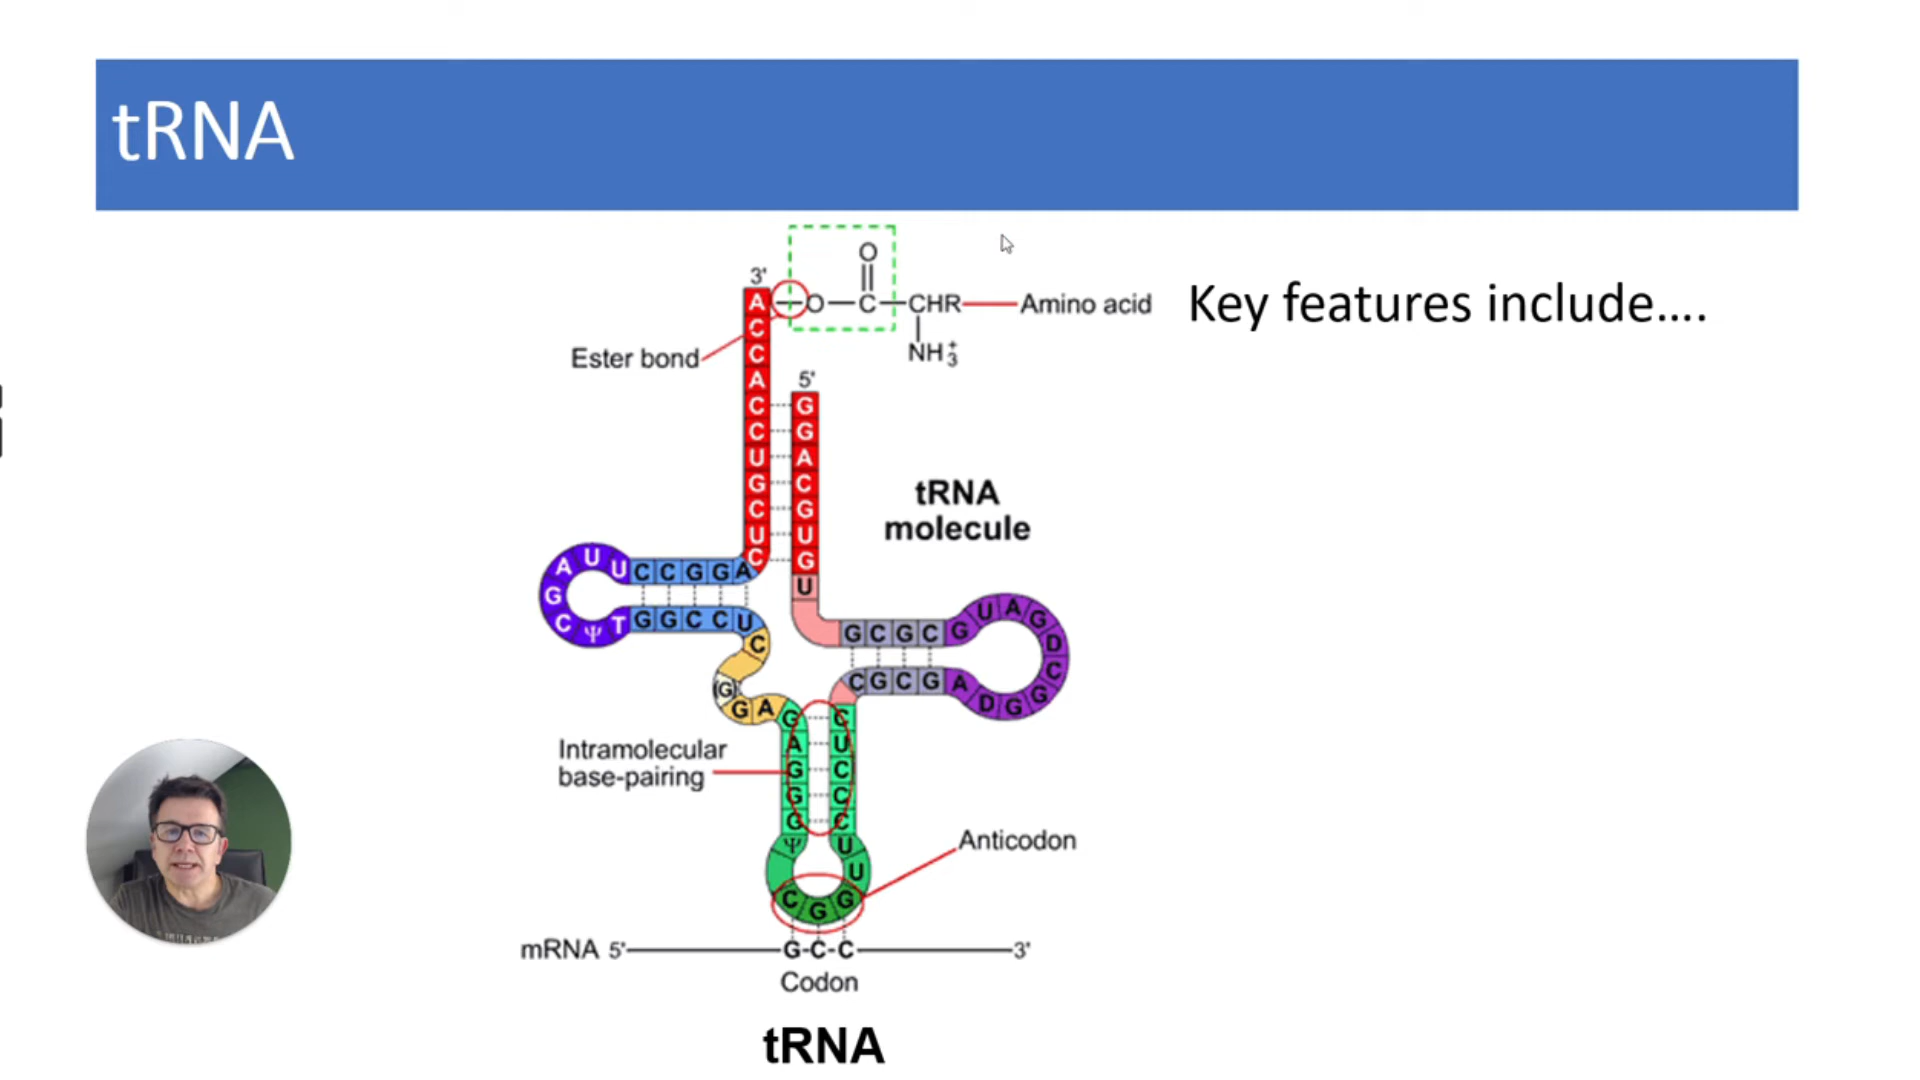 tRNA
O
3'
A —O—C—CHR—Amino acid
Key features include....
NH₃⁺
Ester bond
5'
A
C
C
A
C
C
U
G
C
U
C
G
G
A
C
G
U
G
U
tRNA
molecule
A U U C C G G A
G
C Ψ T G G C C U
C
(G)
G A
G C G C G U A G
D
C
C G C G A D G G
G C
A U
G C
G C
G C
Ψ U
U
C G G
Intramolecular
base-pairing
Anticodon
mRNA 5' G-C-C 3'
Codon
tRNA